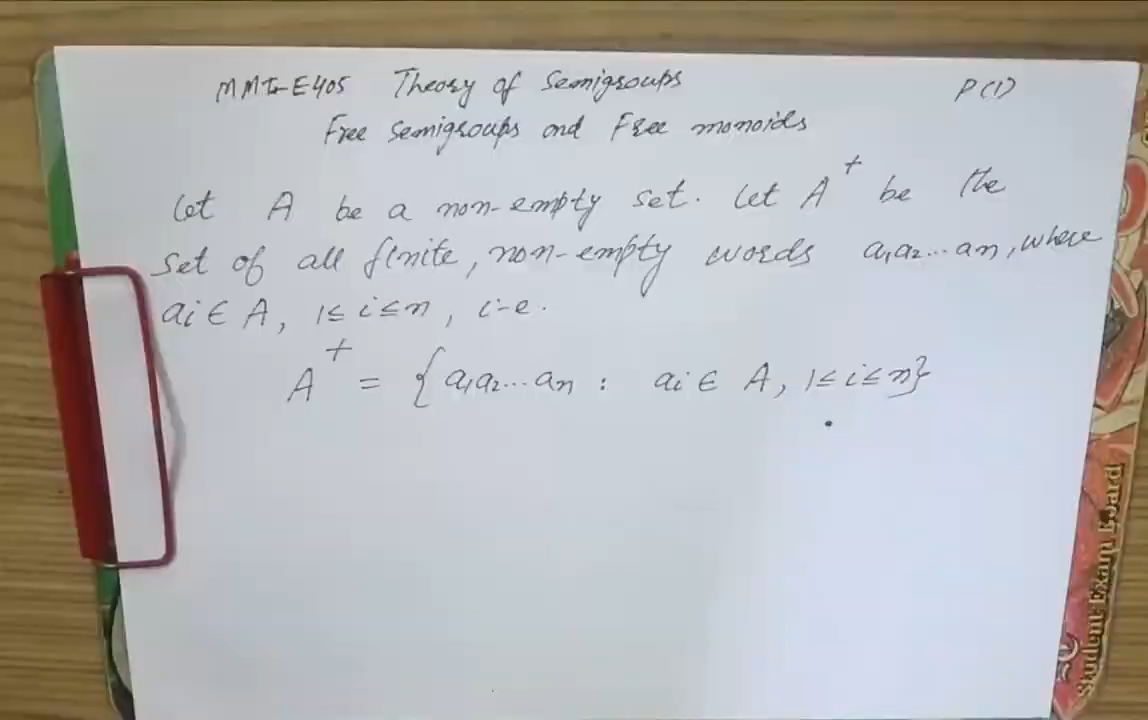 MMT-E405 Theory of Semigroups P(1)
Free Semigroups and Free monoids
Let A be a non-empty set. Let A⁺ be the
set of all finite, non-empty words a₁a₂...aₙ, where
aᵢ ∈ A, 1≤i≤n, i.e.
A⁺ = {a₁a₂...aₙ : aᵢ ∈ A, 1≤i≤n}
Student Exam Board